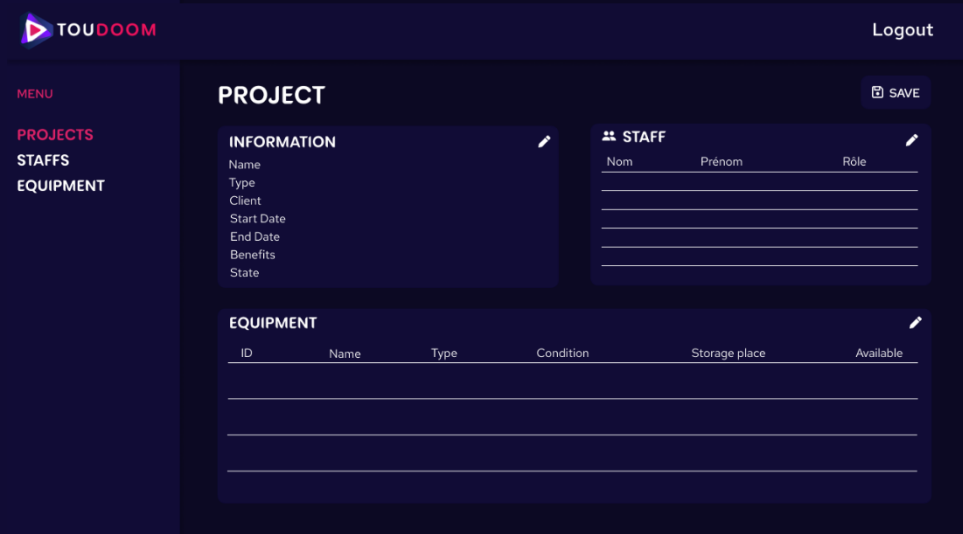 TOUDOOM
Logout
MENU
PROJECTS
STAFFS
EQUIPMENT
PROJECT
SAVE
INFORMATION
Name
Type
Client
Start Date
End Date
Benefits
State
STAFF
Nom Prénom Rôle
EQUIPMENT
ID Name Type Condition Storage place Available